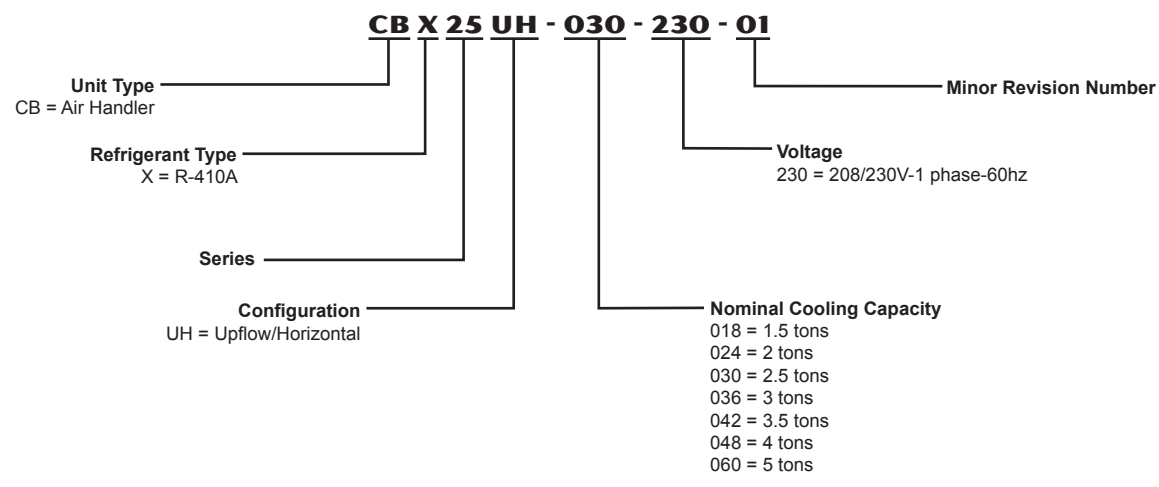 CB X 25 UH - 030 - 230 - 01
Unit Type
CB = Air Handler
Minor Revision Number
Refrigerant Type
X = R-410A
Voltage
230 = 208/230V-1 phase-60hz
Series
Configuration
UH = Upflow/Horizontal
Nominal Cooling Capacity
018 = 1.5 tons
024 = 2 tons
030 = 2.5 tons
036 = 3 tons
042 = 3.5 tons
048 = 4 tons
060 = 5 tons